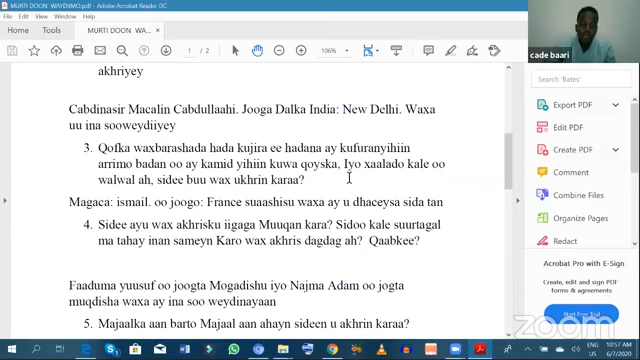 MURTI DOON WAYDIIMO.pdf - Adobe Acrobat Reader DC
File Edit View Window Help
Home Tools MURTI DOON WA... x
1 / 2 106%
cade baari
akhriyey
Cabdinasir Macalin Cabdullaahi. Jooga Dalka India: New Delhi. Waxa
uu ina sooweydiiyey
3. Qofka waxbarashada hada kujira ee hadana ay kufuranyihiin
arrimo badan oo ay kamid yihiin kuwa qoyska, Iyo xaalado kale oo
walwal ah, sidee buu wax ukhrin karaa?
Magaca: ismail. oo joogo: France suaashisu waxa ay u dhaceysa sida tan
4. Sidee ayu wax akhrisku iigaga Muuqan kara? Sidoo kale suurtagal
ma tahay inan sameyn Karo wax akhris dagdag ah? Qaabkee?
Faaduma yuusuf oo joogta Mogadishu iyo Najma Adam oo jogta
muqdisha waxa ay ina soo weydinayaan
5. Majaalka aan barto Majaal aan ahayn sideen u akhrin karaa?
Search 'Bates'
Export PDF
Edit PDF
Create PDF
Comment
Combine Files
Organize Pages
Redact
Acrobat Pro with E-Sign
Create, edit and sign PDF
forms & agreements
Start Free Trial
zoom
10:57 AM
6/7/2020